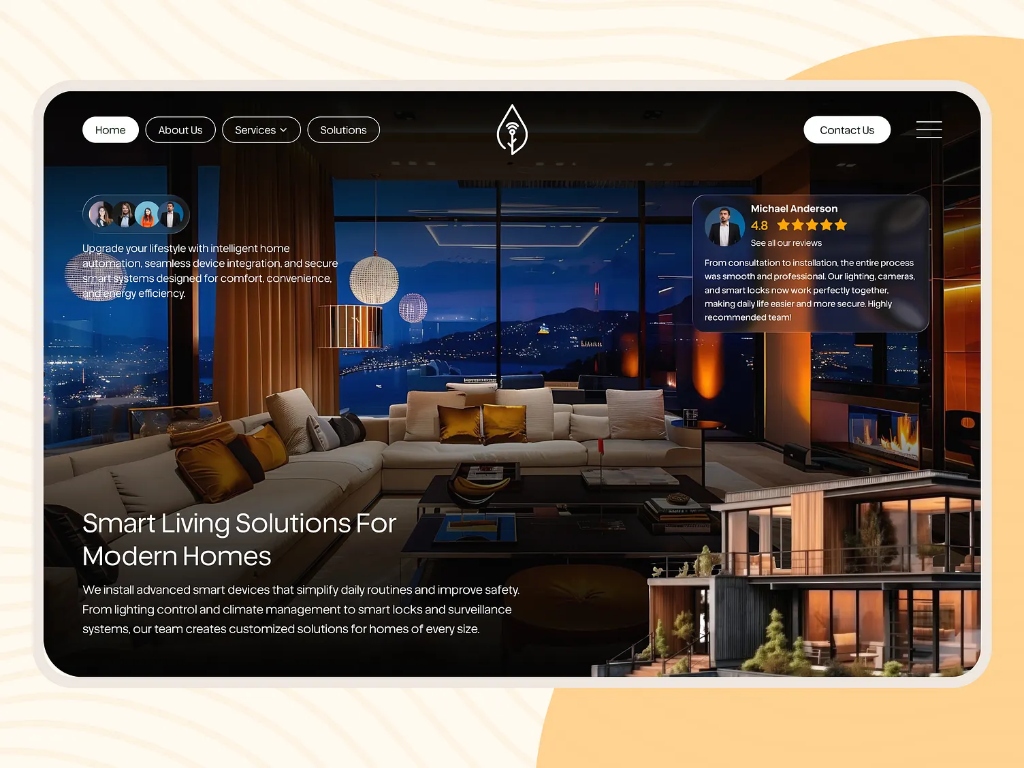 Home
About Us
Services
Solutions
Contact Us
Upgrade your lifestyle with intelligent home
automation, seamless device integration, and secure
smart systems designed for comfort, convenience,
and energy efficiency.
Michael Anderson
4.8
See all our reviews
From consultation to installation, the entire process
was smooth and professional. Our lighting, cameras,
and smart locks now work perfectly together,
making daily life easier and more secure. Highly
recommended team!
Smart Living Solutions For
Modern Homes
We install advanced smart devices that simplify daily routines and improve safety.
From lighting control and climate management to smart locks and surveillance
systems, our team creates customized solutions for homes of every size.